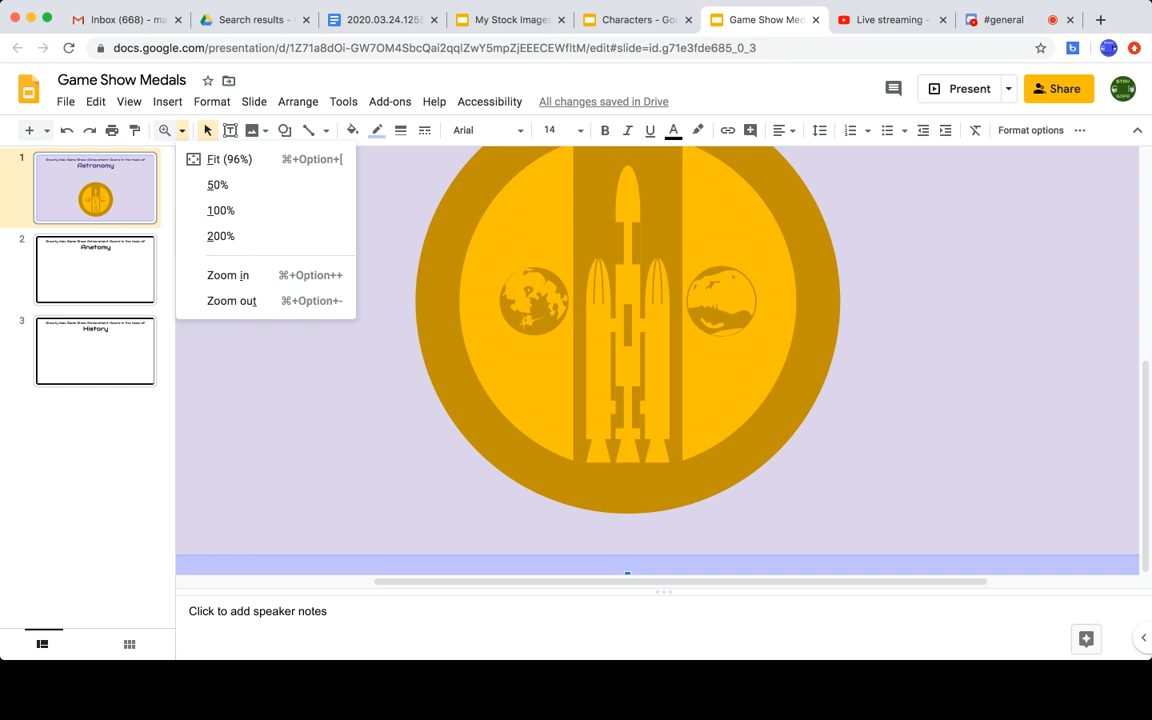 Inbox (668) - ma
Search results -
2020.03.24.125
My Stock Images
Characters - Goo
Game Show Med
Live streaming -
#general
docs.google.com/presentation/d/1Z71a8dOi-GW7OM4SbcQai2qqlZwY5mpZjEEECEWfltM/edit#slide=id.g71e3fde685_0_3
Game Show Medals
File Edit View Insert Format Slide Arrange Tools Add-ons Help Accessibility All changes saved in Drive
Present
Share
Arial 14 B I U A Format options
1
Astronomy
2
Anatomy
3
History
Fit (96%) ⌘+Option+[
50%
100%
200%
Zoom in ⌘+Option++
Zoom out ⌘+Option+-
Click to add speaker notes